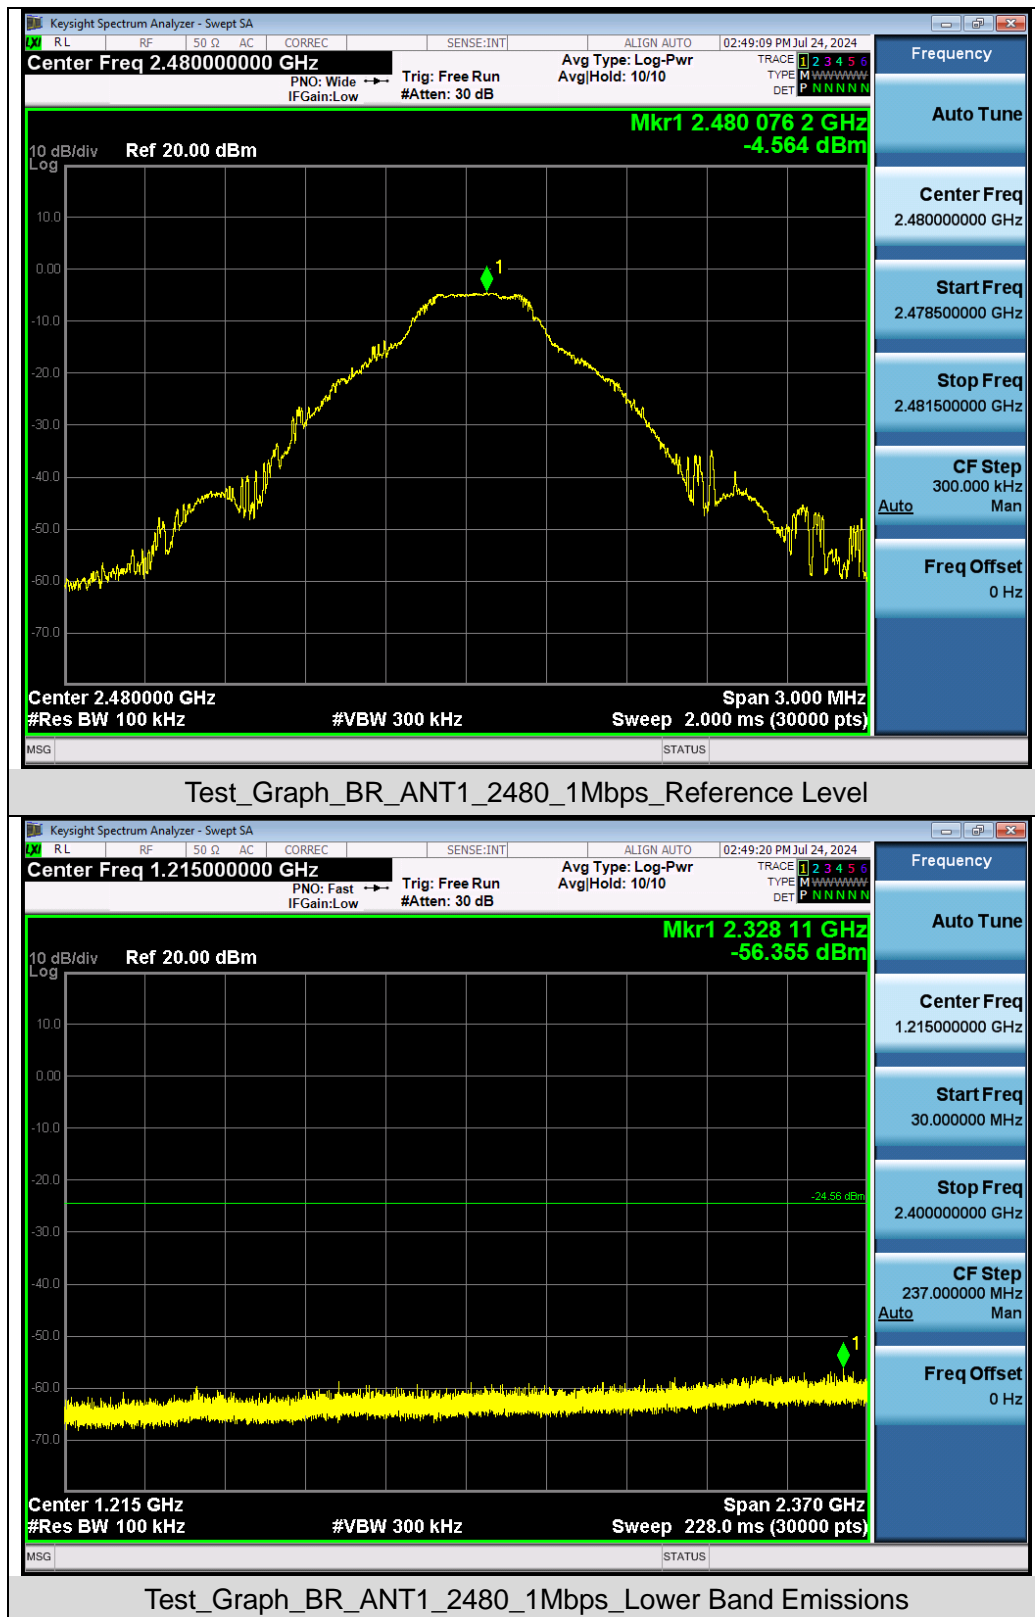 Keysight Spectrum Analyzer - Swept SA
LXI RL RF 50 Ω AC CORREC SENSE:INT ALIGN AUTO 02:49:09 PM Jul 24, 2024
Center Freq 2.480000000 GHz
PNO: Wide
IFGain:Low
Trig: Free Run
#Atten: 30 dB
Avg Type: Log-Pwr
Avg|Hold: 10/10
TRACE 1 2 3 4 5 6
TYPE M WWWWW
DET P N N N N N
Mkr1 2.480 076 2 GHz
-4.564 dBm
10 dB/div Ref 20.00 dBm
Log
10.0
0.00
-10.0
-20.0
-30.0
-40.0
-50.0
-60.0
-70.0
1
Center 2.480000 GHz Span 3.000 MHz
#Res BW 100 kHz #VBW 300 kHz Sweep 2.000 ms (30000 pts)
MSG STATUS
Frequency
Auto Tune
Center Freq
2.480000000 GHz
Start Freq
2.478500000 GHz
Stop Freq
2.481500000 GHz
CF Step
300.000 kHz
Auto Man
Freq Offset
0 Hz
Test_Graph_BR_ANT1_2480_1Mbps_Reference Level
Keysight Spectrum Analyzer - Swept SA
LXI RL RF 50 Ω AC CORREC SENSE:INT ALIGN AUTO 02:49:20 PM Jul 24, 2024
Center Freq 1.215000000 GHz
PNO: Fast
IFGain:Low
Trig: Free Run
#Atten: 30 dB
Avg Type: Log-Pwr
Avg|Hold: 10/10
TRACE 1 2 3 4 5 6
TYPE M WWWWW
DET P N N N N N
Mkr1 2.328 11 GHz
-56.355 dBm
10 dB/div Ref 20.00 dBm
Log
10.0
0.00
-10.0
-20.0
-30.0
-40.0
-50.0
-60.0
-70.0
-24.56 dBm
1
Center 1.215 GHz Span 2.370 GHz
#Res BW 100 kHz #VBW 300 kHz Sweep 228.0 ms (30000 pts)
MSG STATUS
Frequency
Auto Tune
Center Freq
1.215000000 GHz
Start Freq
30.000000 MHz
Stop Freq
2.400000000 GHz
CF Step
237.000000 MHz
Auto Man
Freq Offset
0 Hz
Test_Graph_BR_ANT1_2480_1Mbps_Lower Band Emissions